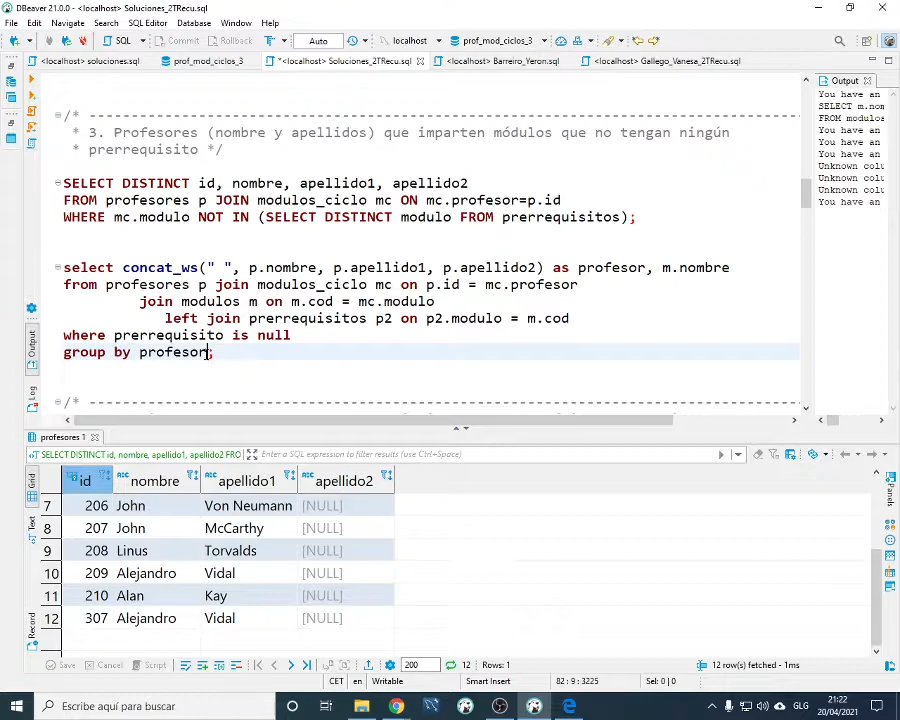 DBeaver 21.0.0 - Soluciones_2TRecu.sql
File Edit Navigate Search SQL Editor Database Window Help
SQL Commit Rollback T Auto localhost prof_mod_ciclos_3
<localhost> soluciones.sql prof_mod_ciclos_3 *<localhost> Soluciones_2TRecu.sql <localhost> Barreiro_Yeron.sql <localhost> Gallego_Vanesa_2T.sql
Output
You have an
SELECT m.nom
FROM modulos
You have an
You have an
You have an
Unknown colu
Unknown colu
Unknown colu
You have an
/* -----------------------------------------------------------------------------------
* 3. Profesores (nombre y apellidos) que imparten módulos que no tengan ningún
* prerrequisito */
SELECT DISTINCT id, nombre, apellido1, apellido2
FROM profesores p JOIN modulos_ciclo mc ON mc.profesor=p.id
WHERE mc.modulo NOT IN (SELECT DISTINCT modulo FROM prerrequisitos);
select concat_ws(" ", p.nombre, p.apellido1, p.apellido2) as profesor, m.nombre
from profesores p join modulos_ciclo mc on p.id = mc.profesor
join modulos m on m.cod = mc.modulo
left join prerrequisitos p2 on p2.modulo = m.cod
where prerrequisito is null
group by profesor;
/* -----------------------------------------------------------------------------------
Output
Log
profesores 1
SELECT DISTINCT id, nombre, apellido1, apellido2 FRO Enter a SQL expression to filter results (use Ctrl+Space)
Grid
Text
Record
Panels
id nombre apellido1 apellido2
7 206 John Von Neumann [NULL]
8 207 John McCarthy [NULL]
9 208 Linus Torvalds [NULL]
10 209 Alejandro Vidal [NULL]
11 210 Alan Kay [NULL]
12 307 Alejandro Vidal [NULL]
Save Cancel Script 200 12 Rows: 1 12 row(s) fetched - 1ms
CET en Writable Smart Insert 82 : 9 : 3225 Sel: 0 | 0
Escribe aquí para buscar
GLG
21:22
20/04/2021